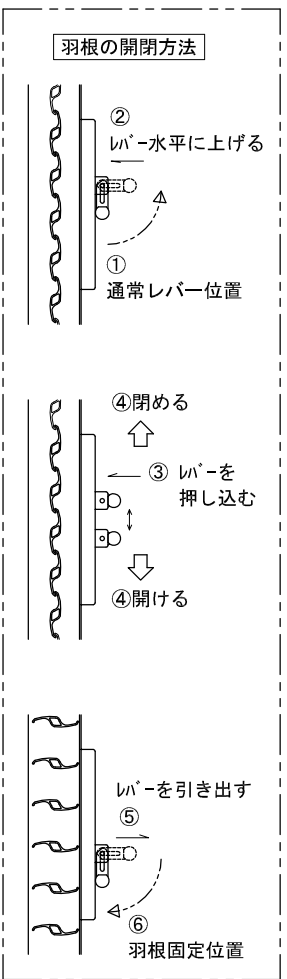 羽根の開閉方法
②
ﾚﾊﾞｰ水平に上げる
①
通常レバー位置
④閉める
③ ﾚﾊﾞｰを
押し込む
④開ける
ﾚﾊﾞｰを引き出す
⑤
⑥
羽根固定位置